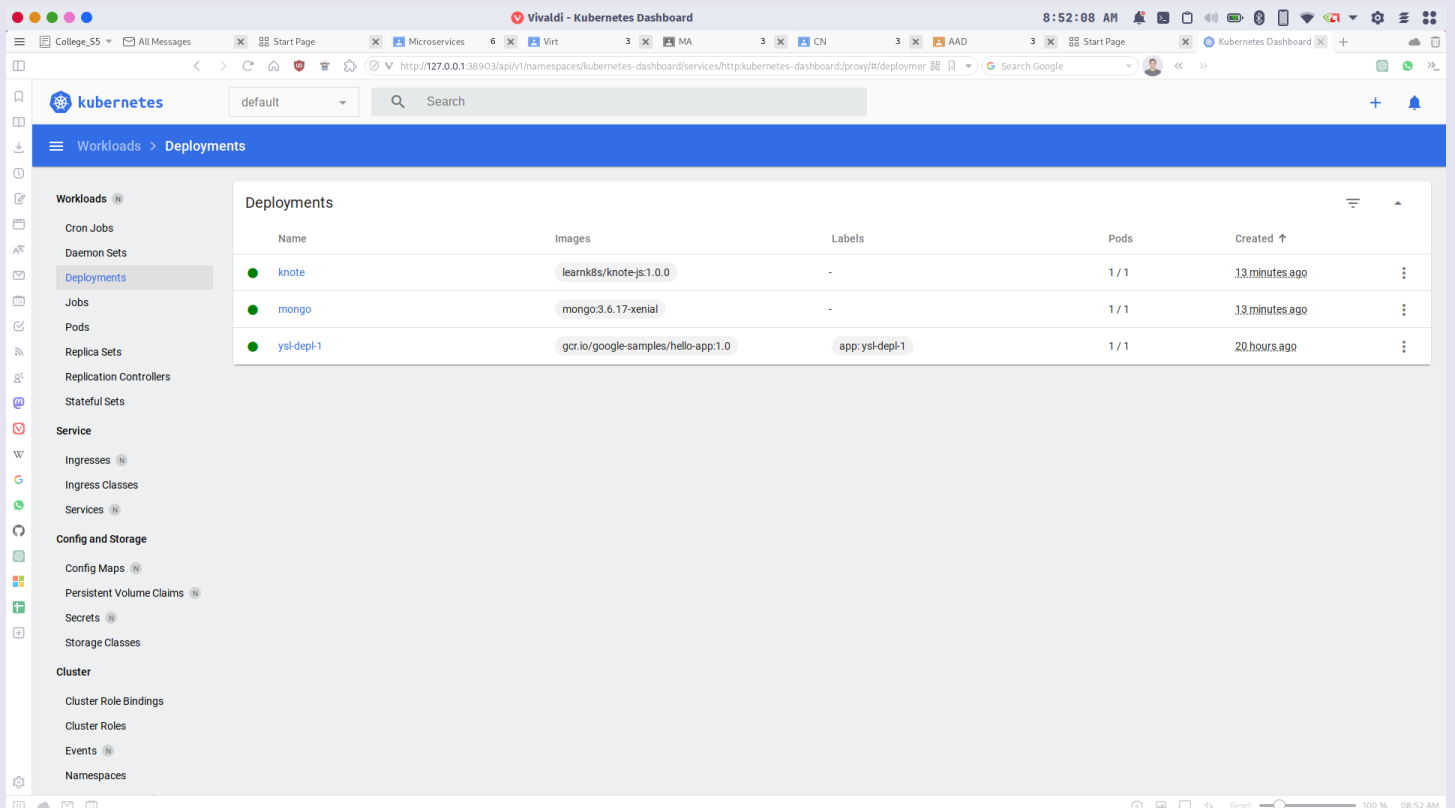 Vivaldi - Kubernetes Dashboard
8:52:08 AM
College_S5
All Messages
Start Page
Microservices 6
Virt 3
MA 3
CN 3
AAD 3
Start Page
Kubernetes Dashboard
http://127.0.0.1:38903/api/v1/namespaces/kubernetes-dashboard/services/http:kubernetes-dashboard:/proxy/#/deploymer
Search Google
kubernetes
default
Search
Workloads > Deployments
Workloads N
Cron Jobs
Daemon Sets
Deployments
Jobs
Pods
Replica Sets
Replication Controllers
Stateful Sets
Service
Ingresses N
Ingress Classes
Services N
Config and Storage
Config Maps N
Persistent Volume Claims N
Secrets N
Storage Classes
Cluster
Cluster Role Bindings
Cluster Roles
Events N
Namespaces
Deployments
Name Images Labels Pods Created
knote learnk8s/knote-js:1.0.0 - 1 / 1 13 minutes ago
mongo mongo:3.6.17-xenial - 1 / 1 13 minutes ago
ysl-depl-1 gcr.io/google-samples/hello-app:1.0 app: ysl-depl-1 1 / 1 20 hours ago
Reset 100 % 08:52 AM